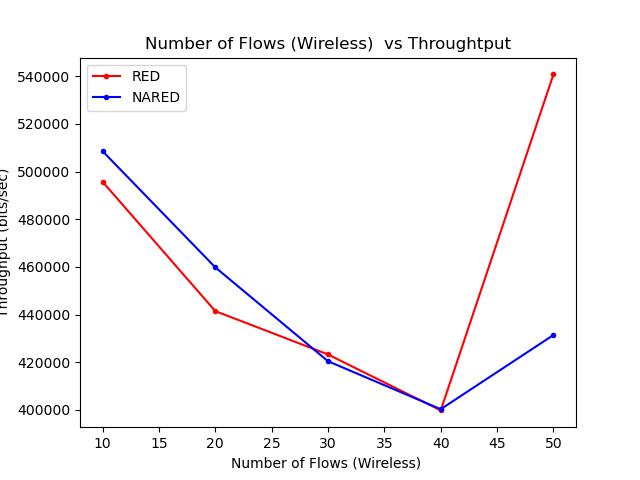 Number of Flows (Wireless)  vs Throughtput
RED
NARED
540000
520000
500000
480000
460000
440000
420000
400000
Throughput (bits/sec)
10 15 20 25 30 35 40 45 50
Number of Flows (Wireless)